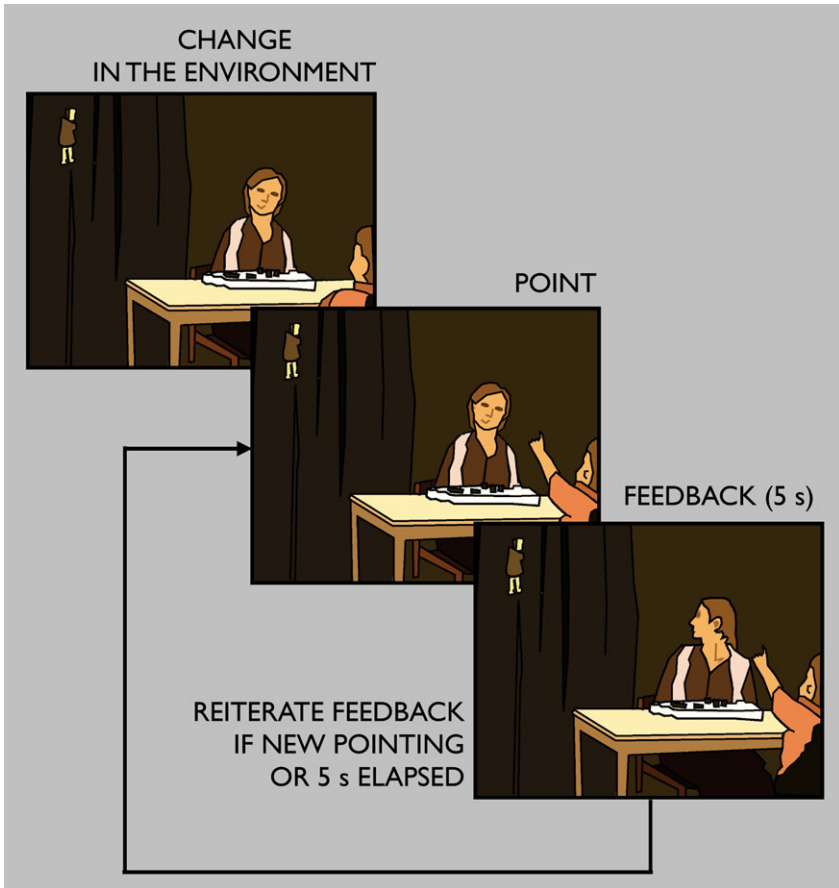 CHANGE
IN THE ENVIRONMENT
POINT
FEEDBACK (5 s)
REITERATE FEEDBACK
IF NEW POINTING
OR 5 s ELAPSED